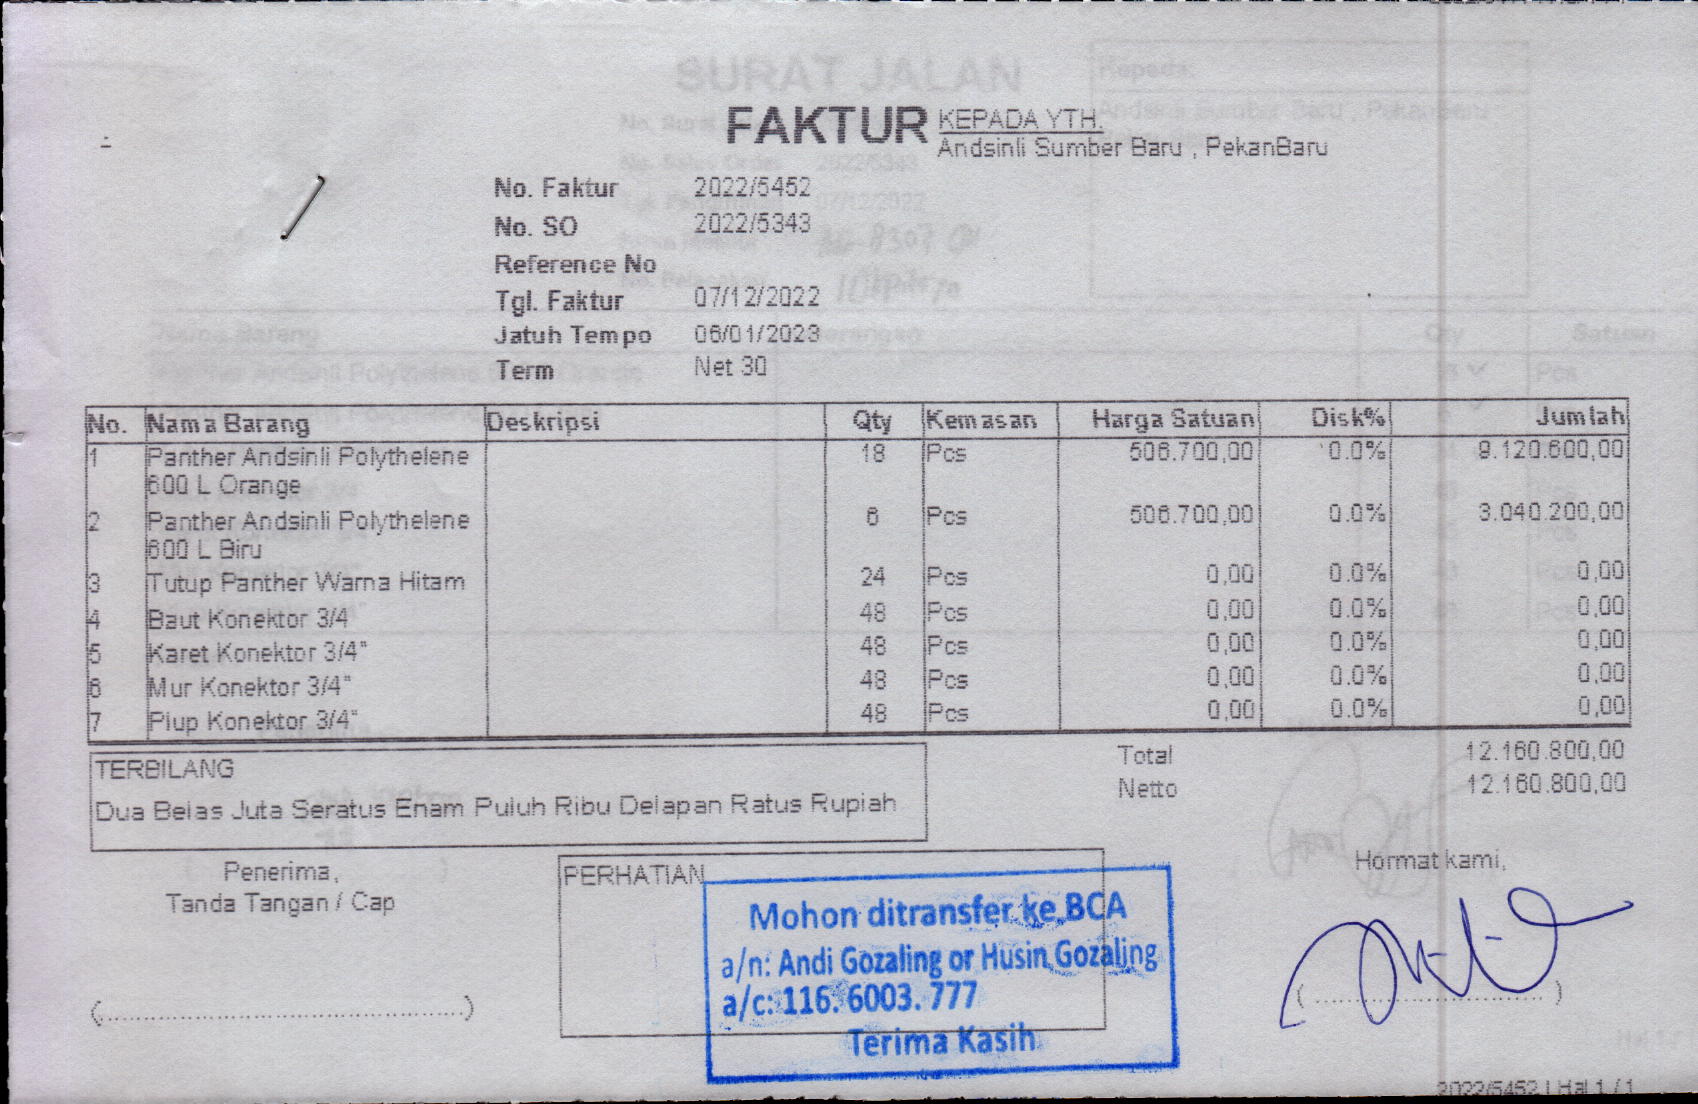 FAKTUR
KEPADA YTH.
Andsinli Sumber Baru , PekanBaru
No. Faktur 2022/5452
No. SO 2022/5343
Reference No
Tgl. Faktur 07/12/2022
Jatuh Tempo 06/01/2023
Term Net 30
No. Nama Barang Deskripsi Qty Kemasan Harga Satuan Disk% Jumlah
1 Panther Andsinli Polythelene 18 Pcs 506.700,00 0.0% 9.120.600,00
600 L Orange
2 Panther Andsinli Polythelene 6 Pcs 506.700,00 0.0% 3.040.200,00
600 L Biru
3 Tutup Panther Warna Hitam 24 Pcs 0,00 0.0% 0,00
4 Baut Konektor 3/4 48 Pcs 0,00 0.0% 0,00
5 Karet Konektor 3/4" 48 Pcs 0,00 0.0% 0,00
6 Mur Konektor 3/4" 48 Pcs 0,00 0.0% 0,00
7 Plup Konektor 3/4" 48 Pcs 0,00 0.0% 0,00
Total 12.160.800,00
Netto 12.160.800,00
TERBILANG
Dua Belas Juta Seratus Enam Puluh Ribu Delapan Ratus Rupiah
Penerima,
Tanda Tangan / Cap
PERHATIAN
Mohon ditransfer ke BCA
a/n: Andi Gozaling or Husin Gozaling
a/c: 116. 6003. 777
Terima Kasih
Hormat kami,
2022/5452 | Hal 1 / 1